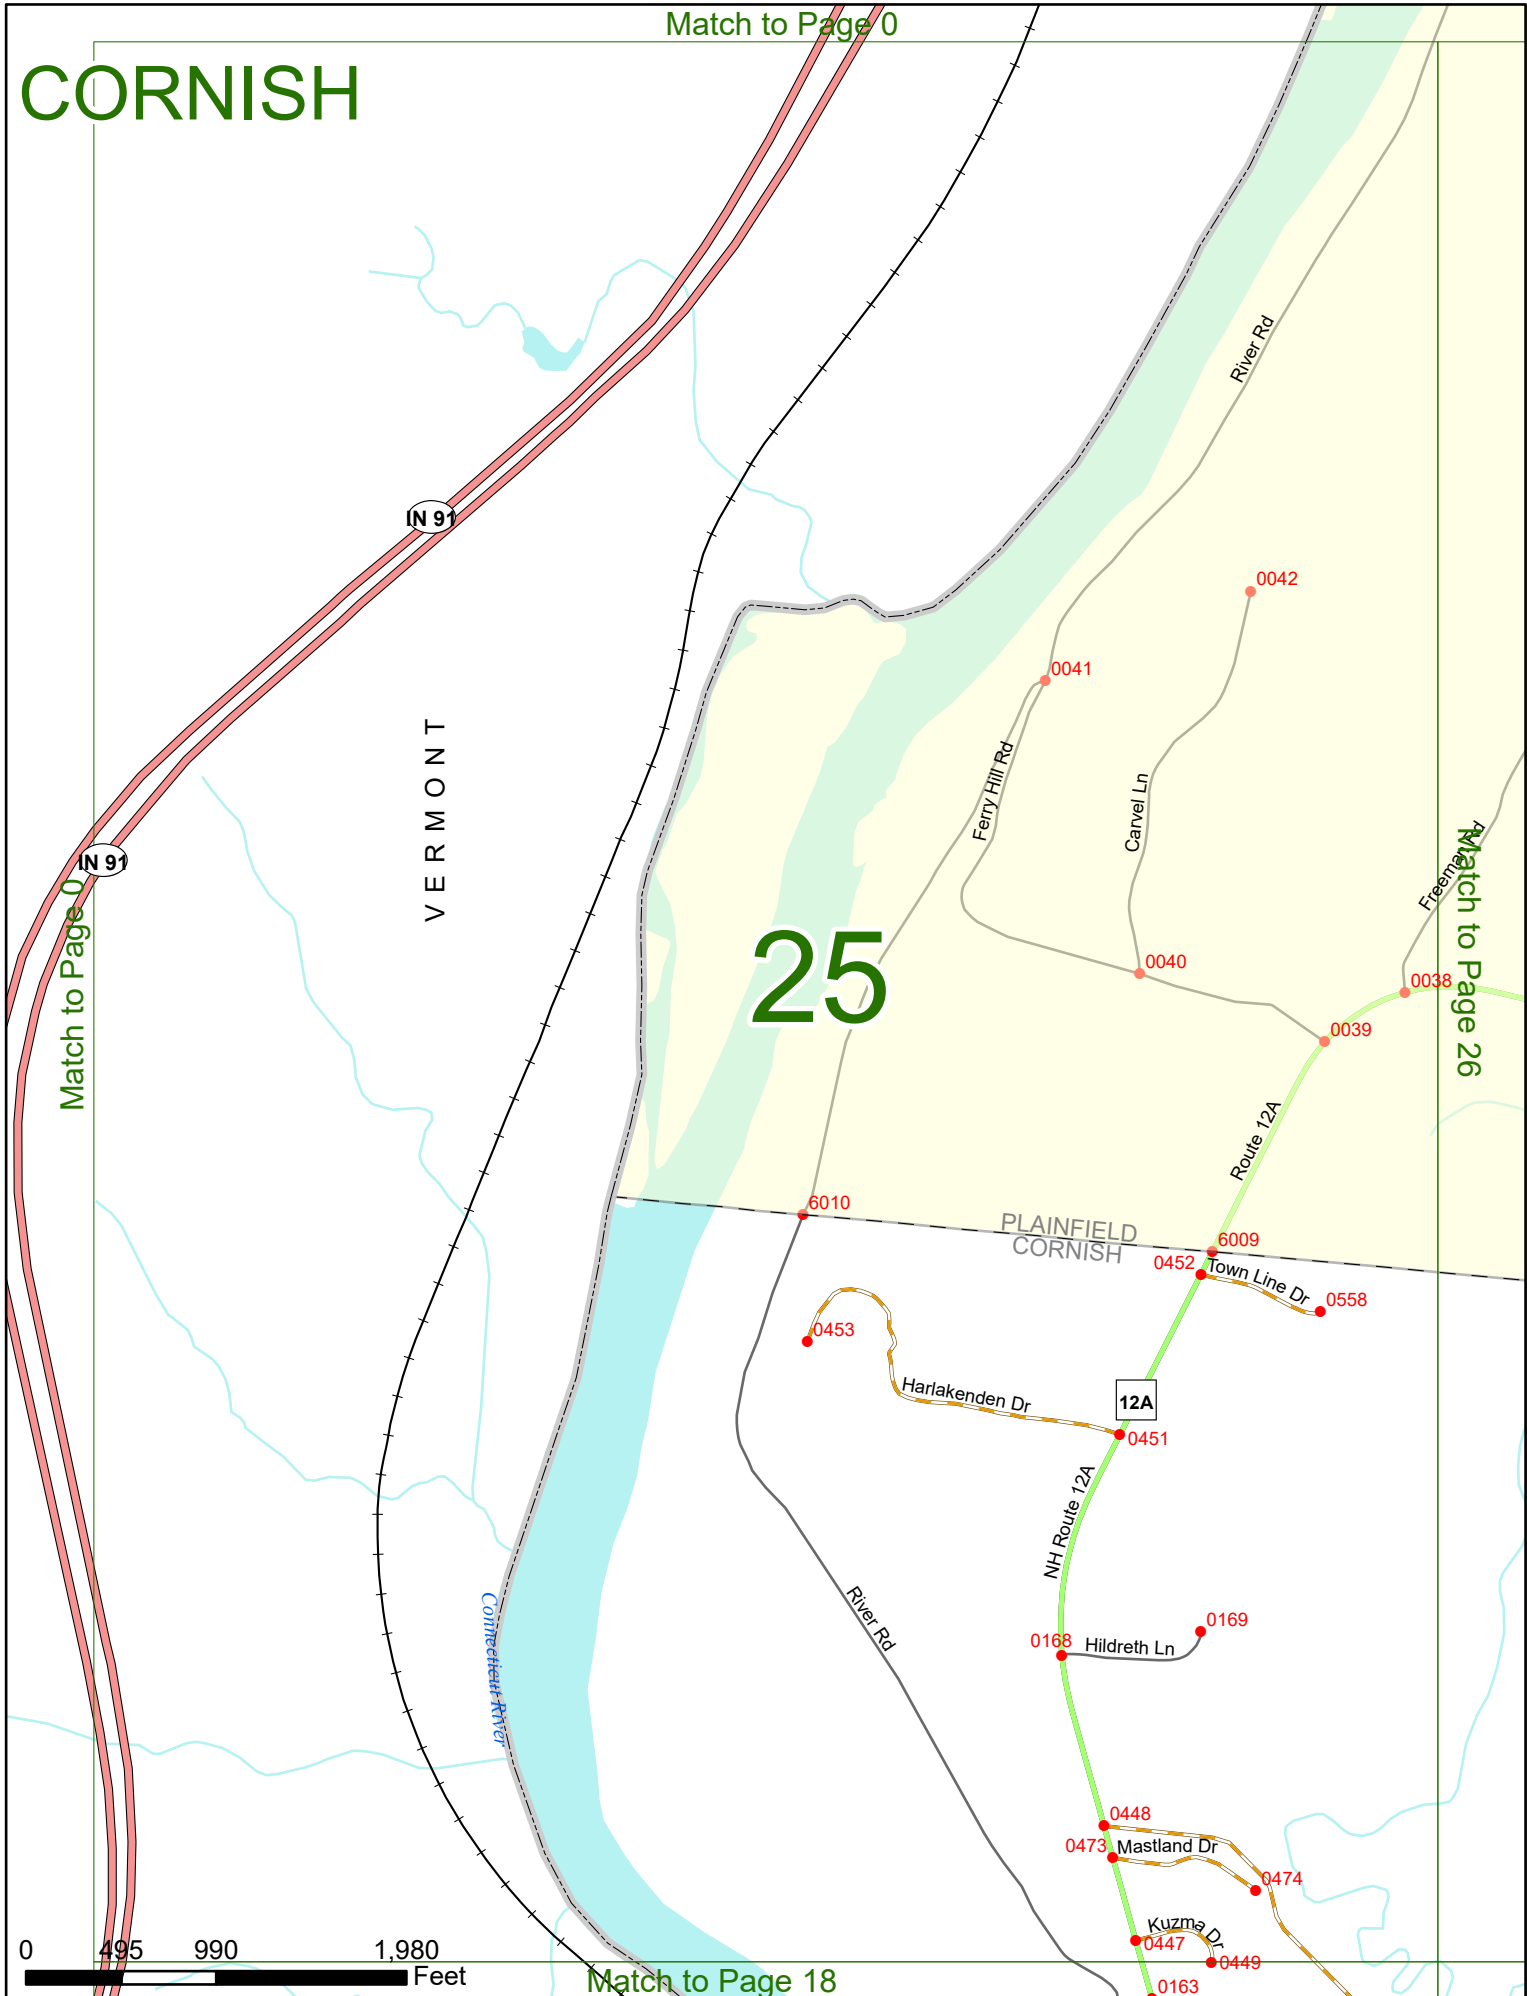 Match to Page 0
CORNISH
River Rd
IN 91
0042
0041
VERMONT
Ferry Hill Rd
Carvel Ln
Freeman Rd
Match to Page 26
IN 91
Match to Page 0
25
0040
0038
0039
Route 12A
6010
PLAINFIELD
CORNISH
6009
0452
Town Line Dr
0558
0453
Harlakenden Dr
12A
0451
NH Route 12A
River Rd
Connecticut River
0168
Hildreth Ln
0169
0448
0473
Mastland Dr
0474
Kuzma Dr
0447
0449
0163
0 495 990 1,980
Feet
Match to Page 18